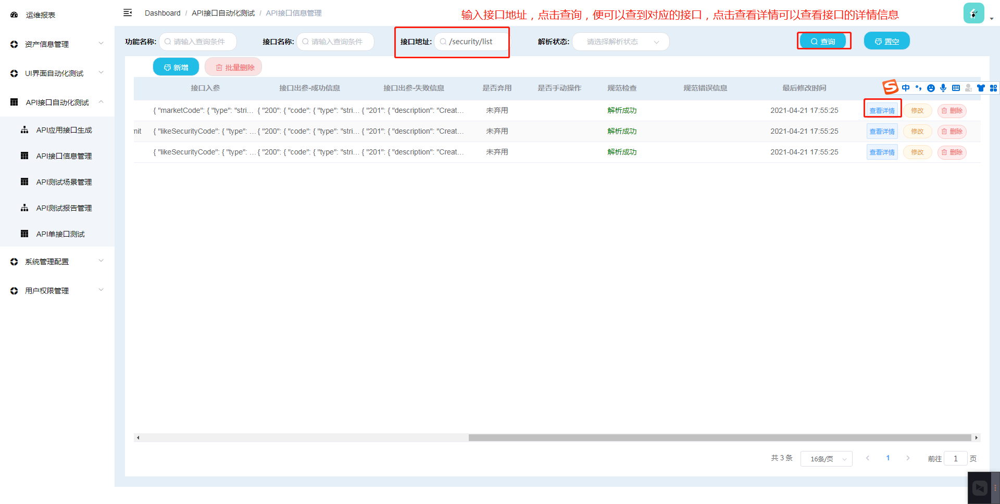 运维报表
资产信息管理
UI界面自动化测试
API接口自动化测试
API应用接口生成
API接口信息管理
API测试场景管理
API测试报告管理
API单接口测试
系统管理配置
用户权限管理
Dashboard / API接口自动化测试 / API接口信息管理
输入接口地址，点击查询，便可以查到对应的接口，点击查看详情可以查看接口的详情信息
功能名称: 请输入查询条件 接口名称: 请输入查询条件 接口地址: /security/list 解析状态: 请选择解析状态 查询 置空
新增 批量删除
接口入参 接口出参-成功信息 接口出参-失败信息 是否弃用 是否手动操作 规范检查 规范错误信息 最后修改时间
中
{ "marketCode": { "type": "stri... { "200": { "code": { "type": "stri... { "201": { "description": "Creat... 未弃用 解析成功 2021-04-21 17:55:25 查看详情 修改 删除
mit { "likeSecurityCode": { "type": ... { "200": { "code": { "type": "stri... { "201": { "description": "Creat... 未弃用 解析成功 2021-04-21 17:55:25 查看详情 修改 删除
{ "likeSecurityCode": { "type": ... { "200": { "code": { "type": "stri... { "201": { "description": "Creat... 未弃用 解析成功 2021-04-21 17:55:25 查看详情 修改 删除
共 3 条 16条/页 1 前往 1 页